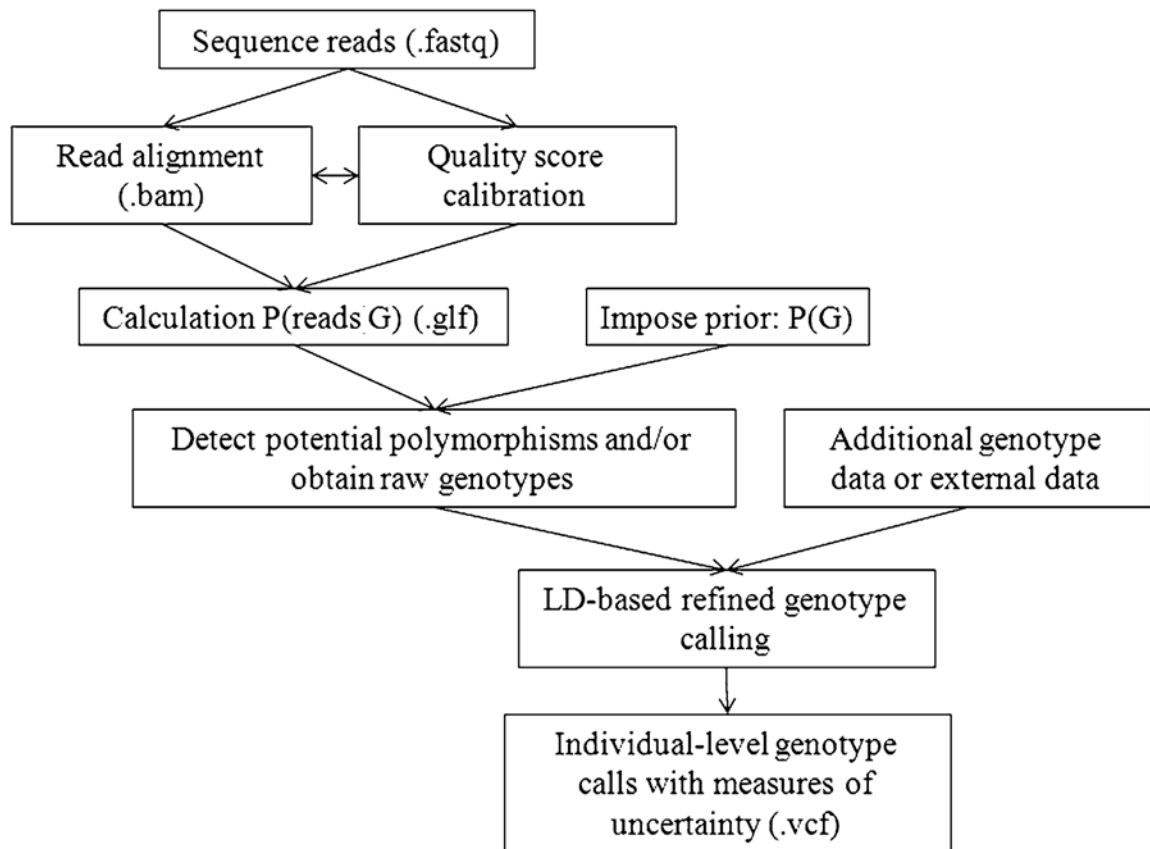 Sequence reads (.fastq)
Read alignment
(.bam)
Quality score
calibration
Calculation P(reads|G) (.glf)
Impose prior: P(G)
Detect potential polymorphisms and/or
obtain raw genotypes
Additional genotype
data or external data
LD-based refined genotype
calling
Individual-level genotype
calls with measures of
uncertainty (.vcf)